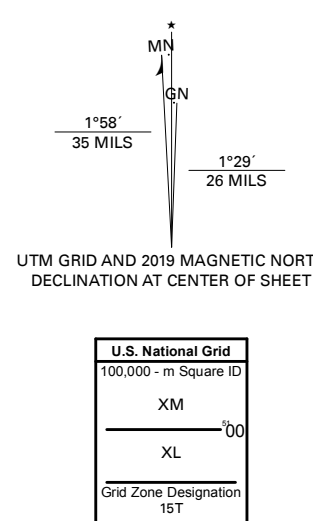 MN
GN
1°58´
35 MILS
1°29´
26 MILS
UTM GRID AND 2019 MAGNETIC NORT
DECLINATION AT CENTER OF SHEET
U.S. National Grid
100,000 - m Square ID
XM
5100
XL
Grid Zone Designation
15T